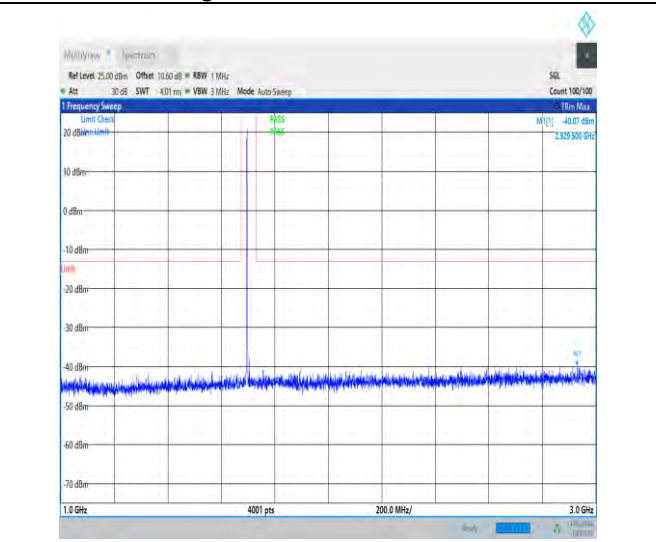 MultiView Spectrum
Ref Level 25.00 dBm Offset 10.60 dB RBW 1 MHz SGL
Att 30 dB SWT 4.01 ms VBW 3 MHz Mode Auto Sweep Count 100/100
1 Frequency Sweep 1Rm Max
Limit Check PASS M1[1] -40.07 dBm
20 dBm Line Limit PASS 2.929 500 GHz
10 dBm
0 dBm
-10 dBm
Limit
-20 dBm
-30 dBm
M1
-40 dBm
-50 dBm
-60 dBm
-70 dBm
1.0 GHz 4001 pts 200.0 MHz/ 3.0 GHz
Ready